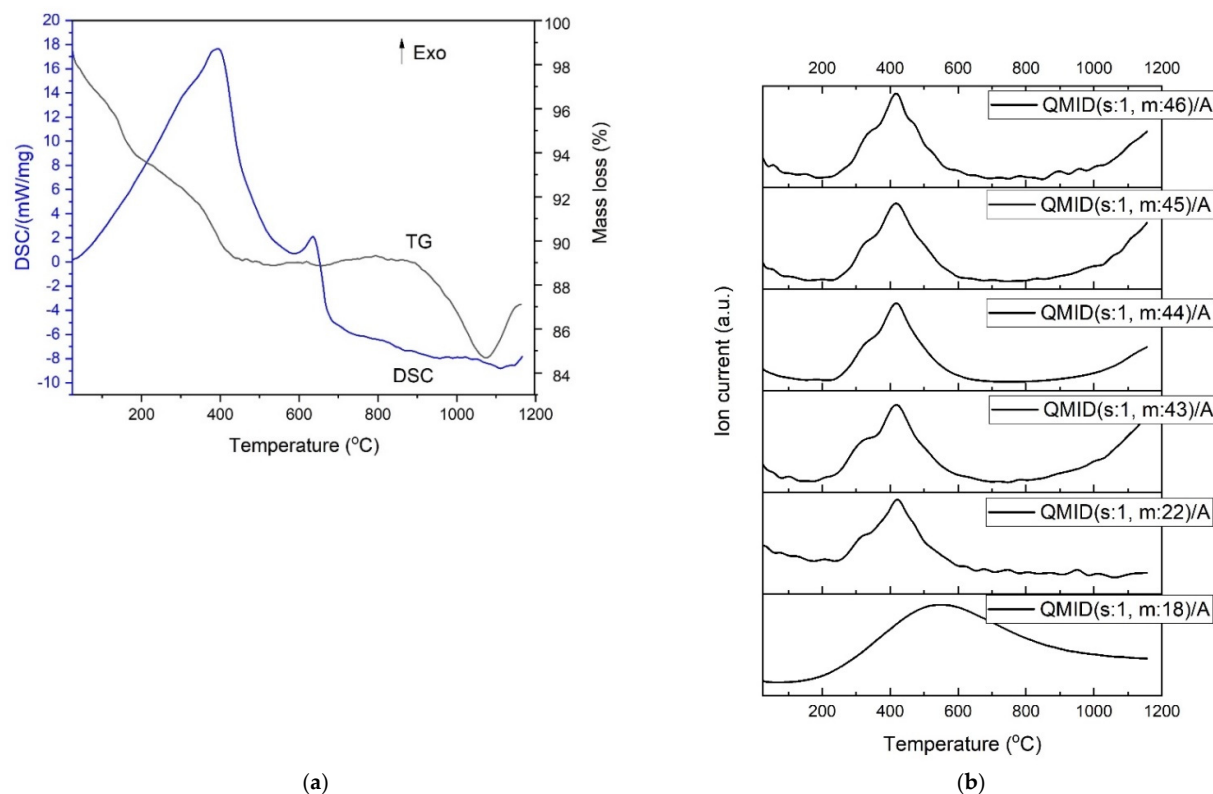 20
18
16
14
12
10
8
6
4
2
0
-2
-4
-6
-8
-10
DSC/(mW/mg)
Exo
TG
DSC
100
98
96
94
92
90
88
86
84
Mass loss (%)
200 400 600 800 1000 1200
Temperature (°C)
(a)
200 400 600 800 1000 1200
QMID(s:1, m:46)/A
QMID(s:1, m:45)/A
QMID(s:1, m:44)/A
QMID(s:1, m:43)/A
QMID(s:1, m:22)/A
QMID(s:1, m:18)/A
Ion current (a.u.)
200 400 600 800 1000 1200
Temperature (°C)
(b)